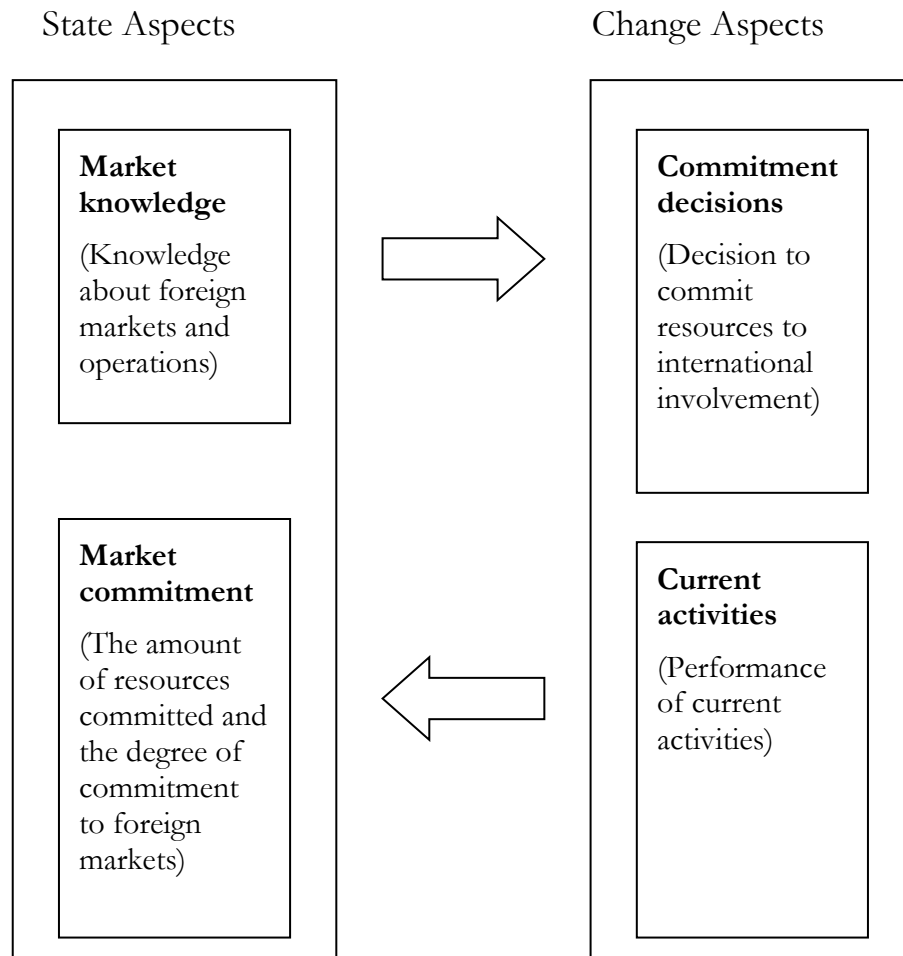 State Aspects
Change Aspects
Market
knowledge
(Knowledge
about foreign
markets and
operations)
Commitment
decisions
(Decision to
commit
resources to
international
involvement)
Market
commitment
(The amount
of resources
committed and
the degree of
commitment
to foreign
markets)
Current
activities
(Performance
of current
activities)